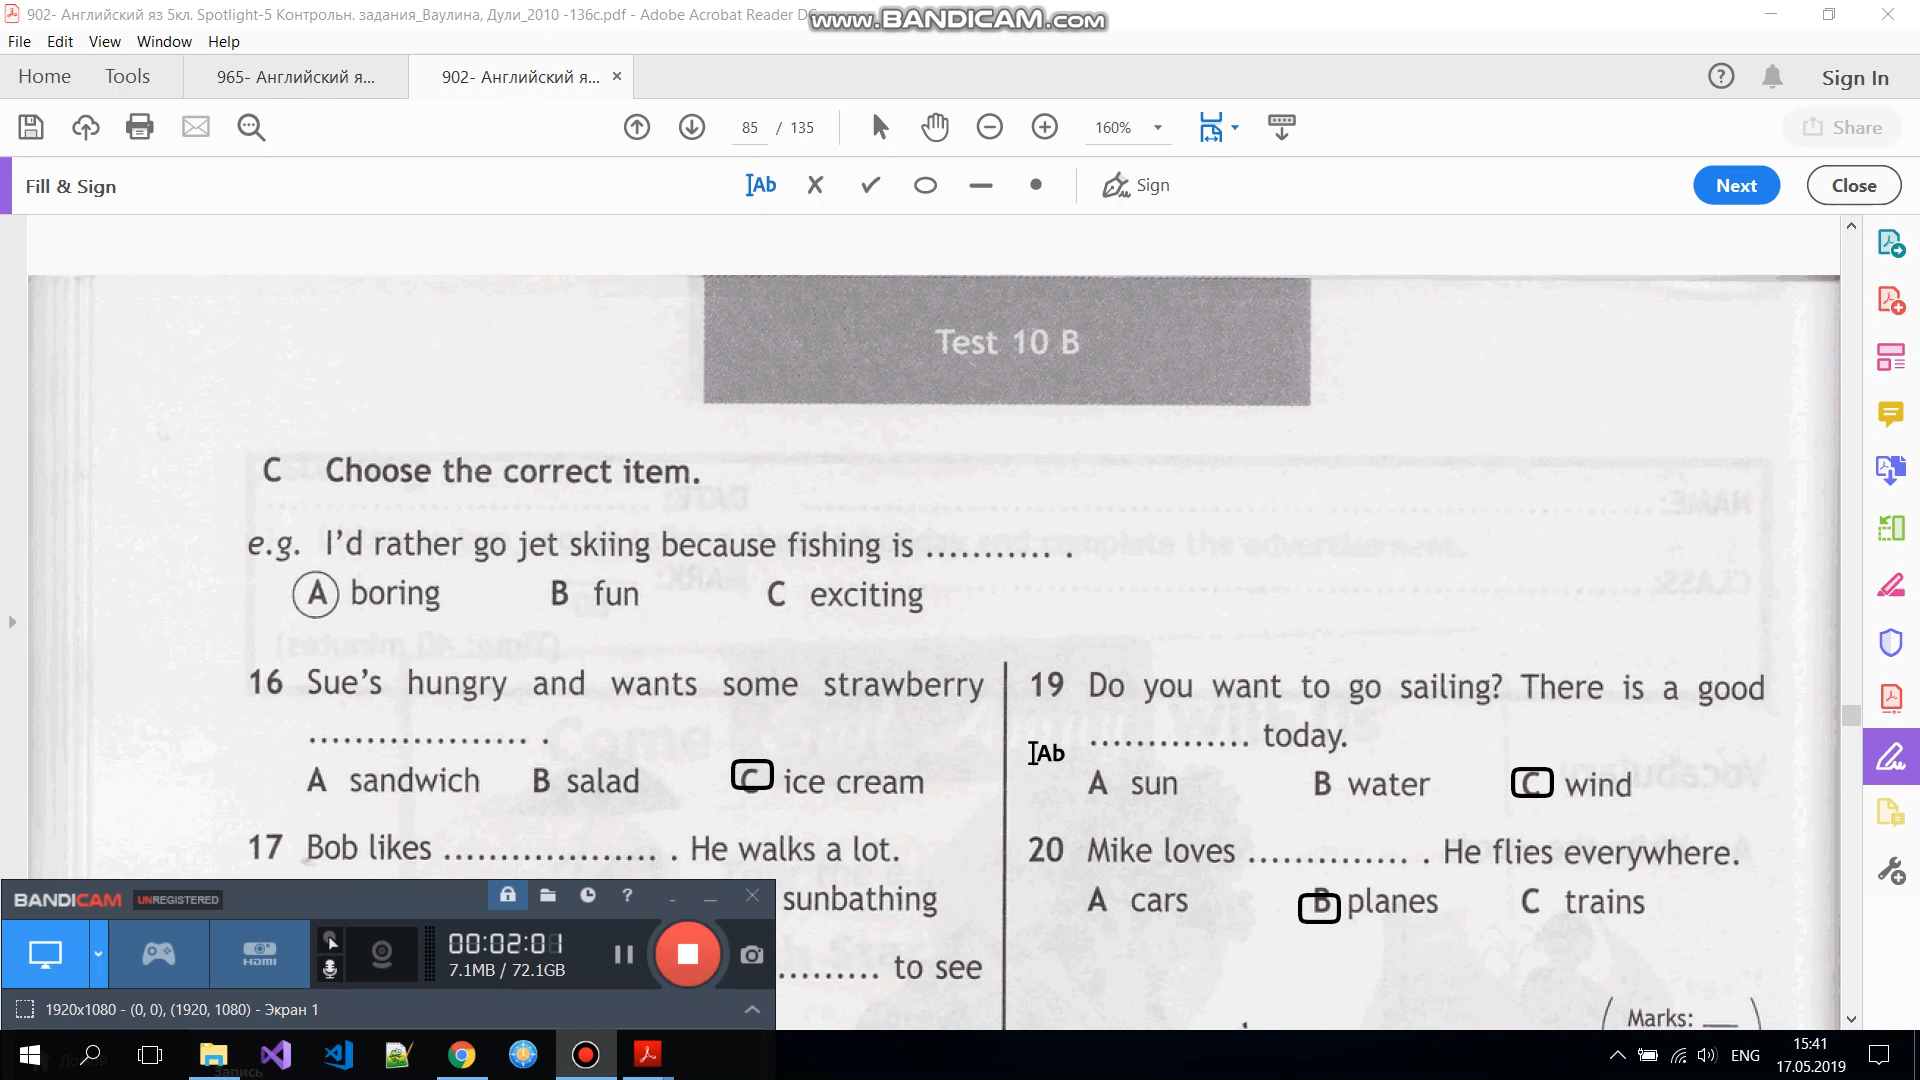 902- Английский яз 5кл. Spotlight-5 Контрольн. задания_Ваулина, Дули_2010 -136с.pdf - Adobe Acrobat Reader DC
www.BANDICAM.com
File Edit View Window Help
Home Tools 965- Английский я... 902- Английский я... × Sign In
85 / 135 160% Share
Fill & Sign Ab Sign Next Close
Test 10 B
C Choose the correct item.
e.g. I'd rather go jet skiing because fishing is ............. .
A boring B fun C exciting
16 Sue's hungry and wants some strawberry
................... .
A sandwich B salad C ice cream
17 Bob likes ................... . He walks a lot.
sunbathing
......... to see
19 Do you want to go sailing? There is a good
.............. today.
A sun B water C wind
20 Mike loves .............. . He flies everywhere.
A cars B planes C trains
Marks: __
Ab
BANDICAM UNREGISTERED
HDMI
00:02:01
7.1MB / 72.1GB
1920x1080 - (0, 0), (1920, 1080) - Экран 1
Запись
ENG
15:41
17.05.2019